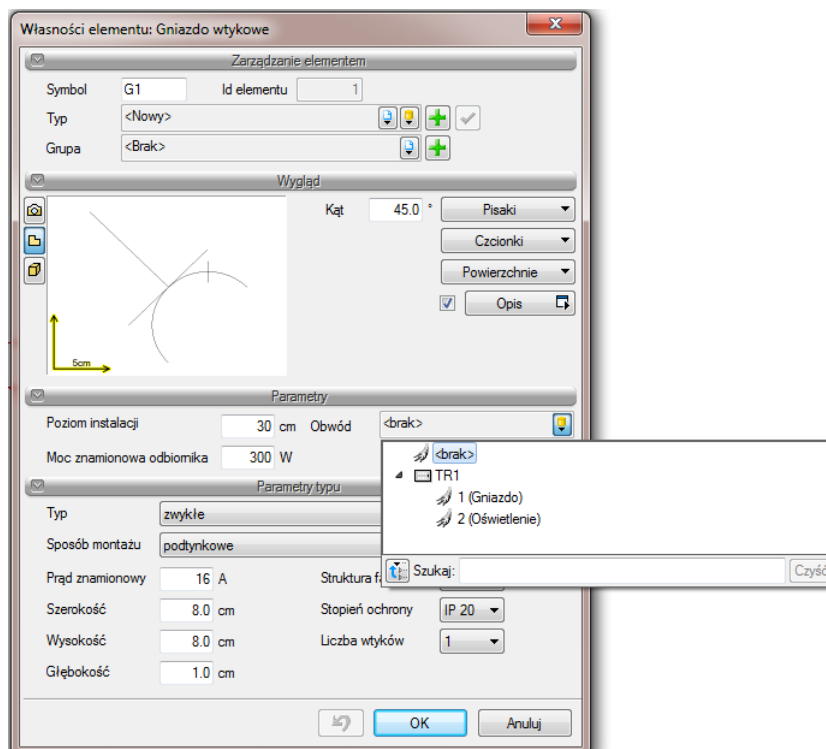 Własności elementu: Gniazdo wtykowe
Zarządzanie elementem
Symbol G1 Id elementu 1
Typ <Nowy>
Grupa <Brak>
Wygląd
Kąt 45.0 ° Pisaki
Czcionki
Powierzchnie
Opis
5cm
Parametry
Poziom instalacji 30 cm Obwód <brak>
Moc znamionowa odbiornika 300 W
<brak>
TR1
1 (Gniazdo)
2 (Oświetlenie)
Szukaj: Czyść
Parametry typu
Typ zwykłe
Sposób montażu podtynkowe
Prąd znamionowy 16 A Struktura
Szerokość 8.0 cm Stopień ochrony IP 20
Wysokość 8.0 cm Liczba wtyków 1
Głębokość 1.0 cm
OK Anuluj